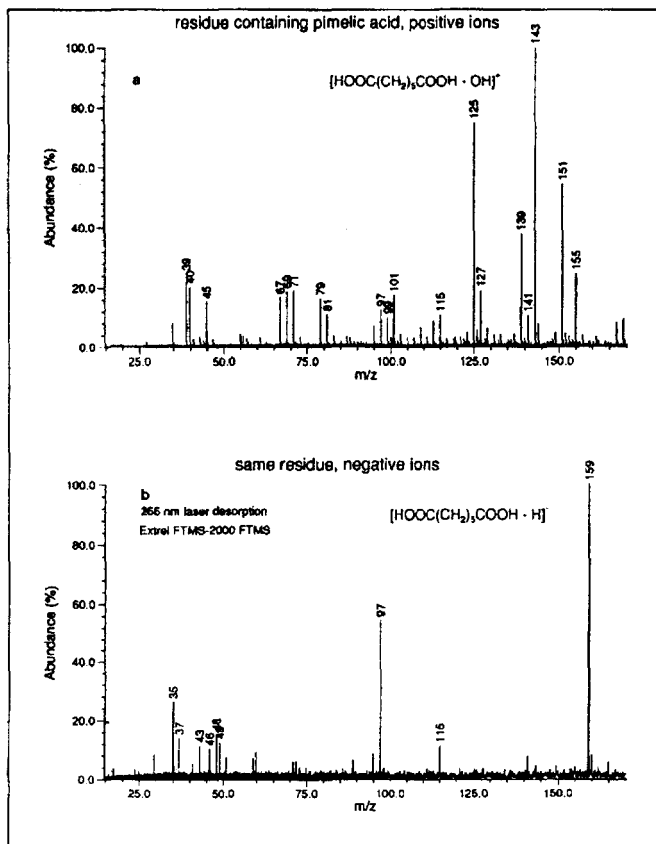 residue containing pimelic acid, positive ions
a
[HOOC(CH₂)₅COOH - OH]⁺
Abundance (%)
100.0
80.0
60.0
40.0
20.0
0.0
39
40
45
67
69
71
79
81
97
99
101
115
125
127
139
141
143
151
155
25.0 50.0 75.0 100.0 125.0 150.0
m/z
same residue, negative ions
b
266 nm laser desorption
Extrel FTMS-2000 FTMS
[HOOC(CH₂)₅COOH - H]⁻
Abundance (%)
100.0
80.0
60.0
40.0
20.0
0.0
35
37
43
46
48
49
97
115
159
25.0 50.0 75.0 100.0 125.0 150.0
m/z